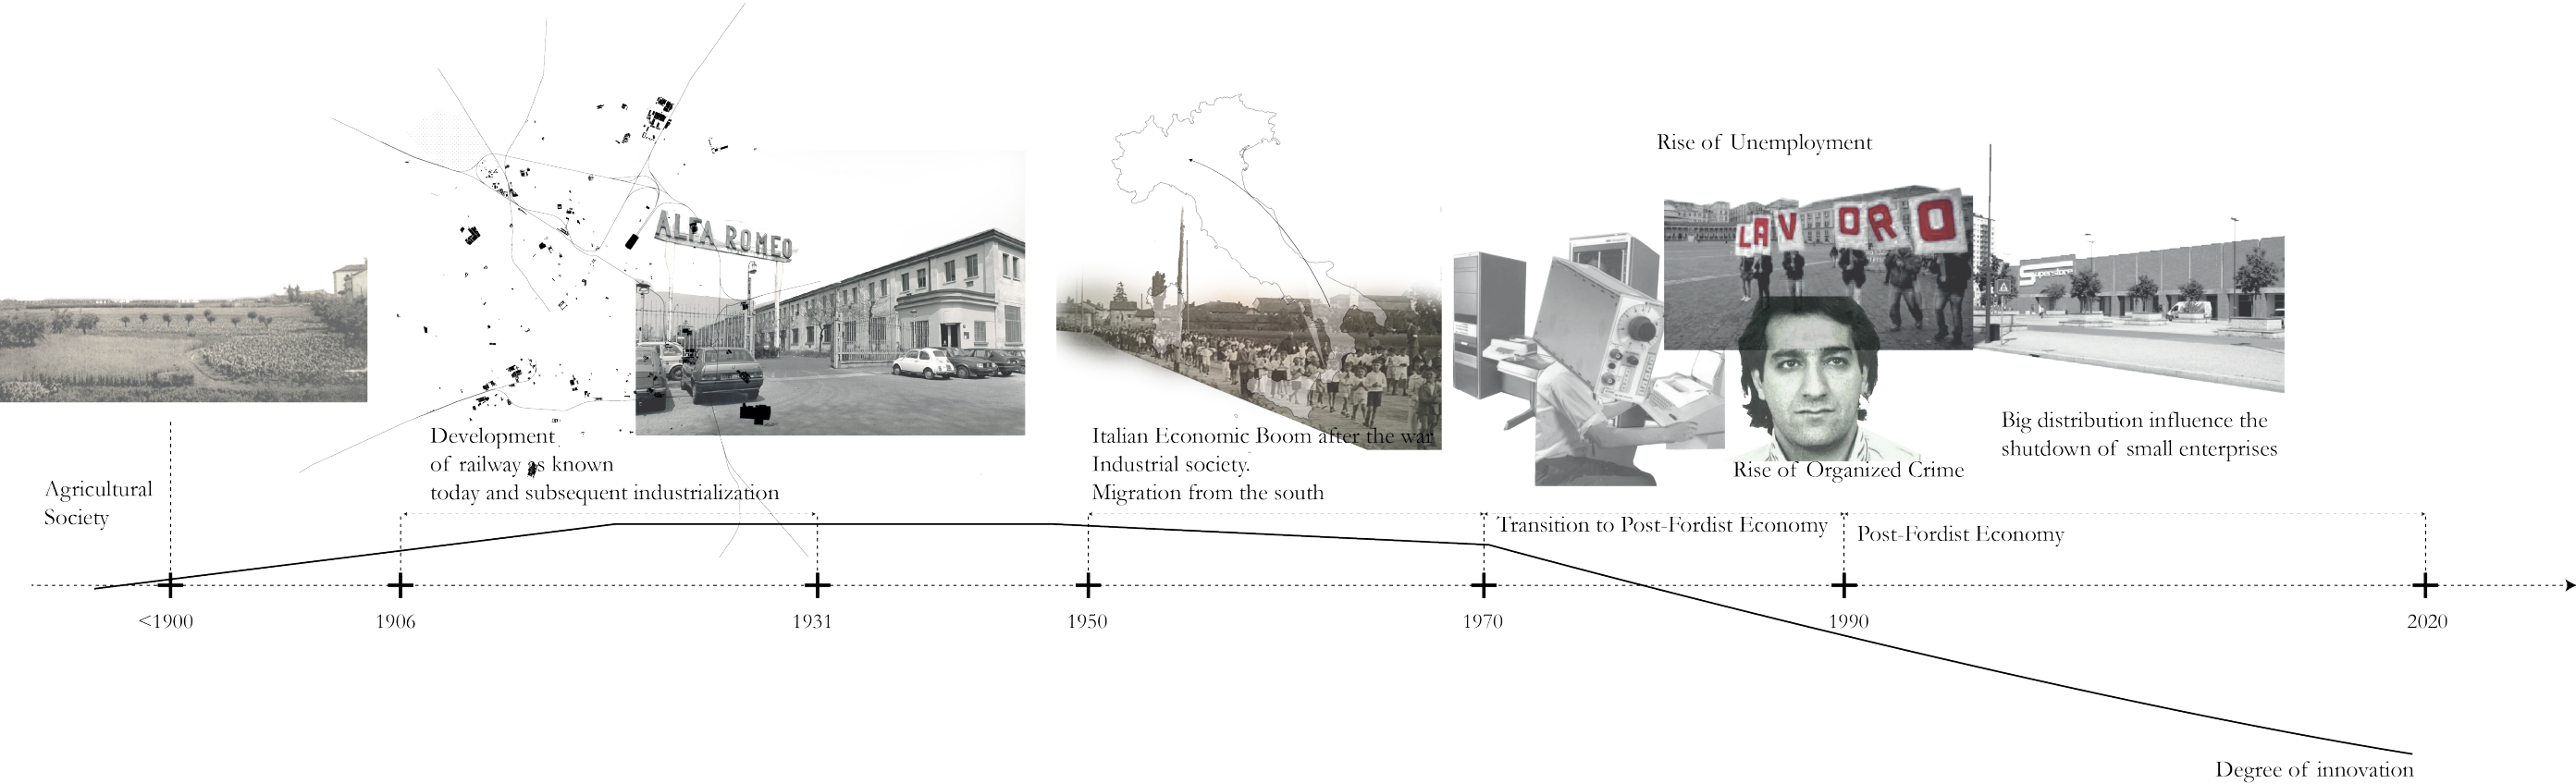 Rise of Unemployment
LAVORO
ALFA ROMEO
Superstore
Agricultural
Society
Development
of railway as known
today and subsequent industrialization
Italian Economic Boom after the war
Industrial society.
Migration from the south
Rise of Organized Crime
Big distribution influence the
shutdown of small enterprises
Transition to Post-Fordist Economy
Post-Fordist Economy
<1900
1906
1931
1950
1970
1990
2020
Degree of innovation